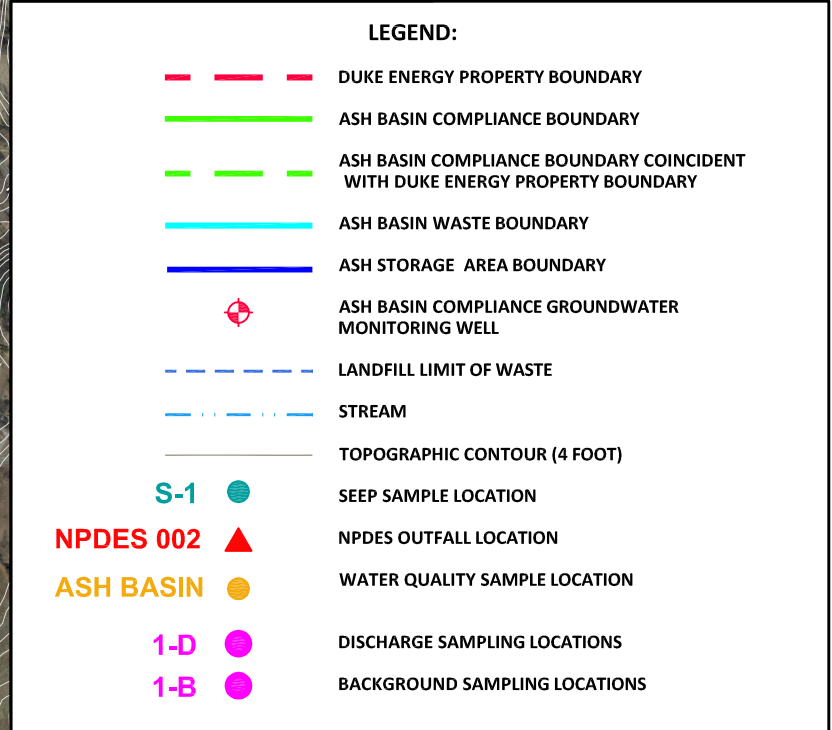 LEGEND:
DUKE ENERGY PROPERTY BOUNDARY
ASH BASIN COMPLIANCE BOUNDARY
ASH BASIN COMPLIANCE BOUNDARY COINCIDENT
WITH DUKE ENERGY PROPERTY BOUNDARY
ASH BASIN WASTE BOUNDARY
ASH STORAGE AREA BOUNDARY
ASH BASIN COMPLIANCE GROUNDWATER
MONITORING WELL
LANDFILL LIMIT OF WASTE
STREAM
TOPOGRAPHIC CONTOUR (4 FOOT)
S-1 SEEP SAMPLE LOCATION
NPDES 002 NPDES OUTFALL LOCATION
ASH BASIN WATER QUALITY SAMPLE LOCATION
1-D DISCHARGE SAMPLING LOCATIONS
1-B BACKGROUND SAMPLING LOCATIONS